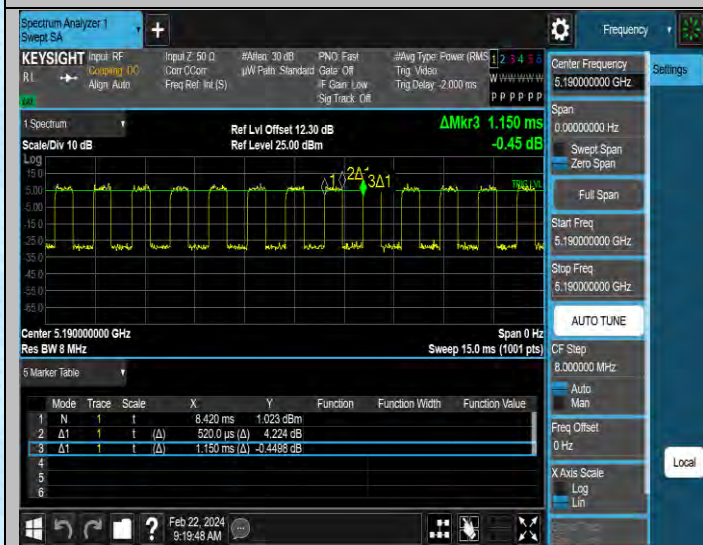 Spectrum Analyzer 1
Swept SA
+
Frequency
KEYSIGHT
Input: RF
Coupling: DC
Align: Auto
Input Z: 50 Ω
Corr CCorr
Freq Ref: Int (S)
#Atten: 30 dB
µW Path: Standard
PNO: Fast
Gate: Off
IF Gain: Low
Sig Track: Off
#Avg Type: Power (RMS
Trig: Video
Trig Delay: -2.000 ms
1 2 3 4 5 6
W W W W W W
P P P P P P
1 Spectrum
Scale/Div 10 dB
Ref Lvl Offset 12.30 dB
Ref Level 25.00 dBm
ΔMkr3 1.150 ms
-0.45 dB
Log
15.0
5.00
-5.00
-15.0
-25.0
-35.0
-45.0
-55.0
-65.0
1
2Δ1
3Δ1
TRIG LVL
Center 5.190000000 GHz
Span 0 Hz
Res BW 8 MHz
Sweep 15.0 ms (1001 pts)
5 Marker Table
Mode Trace Scale X Y Function Function Width Function Value
1 N 1 t 8.420 ms 1.023 dBm
2 Δ1 1 t (Δ) 520.0 µs (Δ) 4.224 dB
3 Δ1 1 t (Δ) 1.150 ms (Δ) -0.4498 dB
4
5
6
Center Frequency
5.190000000 GHz
Settings
Span
0.00000000 Hz
Swept Span
Zero Span
Full Span
Start Freq
5.190000000 GHz
Stop Freq
5.190000000 GHz
AUTO TUNE
CF Step
8.000000 MHz
Auto
Man
Freq Offset
0 Hz
X Axis Scale
Log
Lin
Local
?
Feb 22, 2024
9:19:48 AM